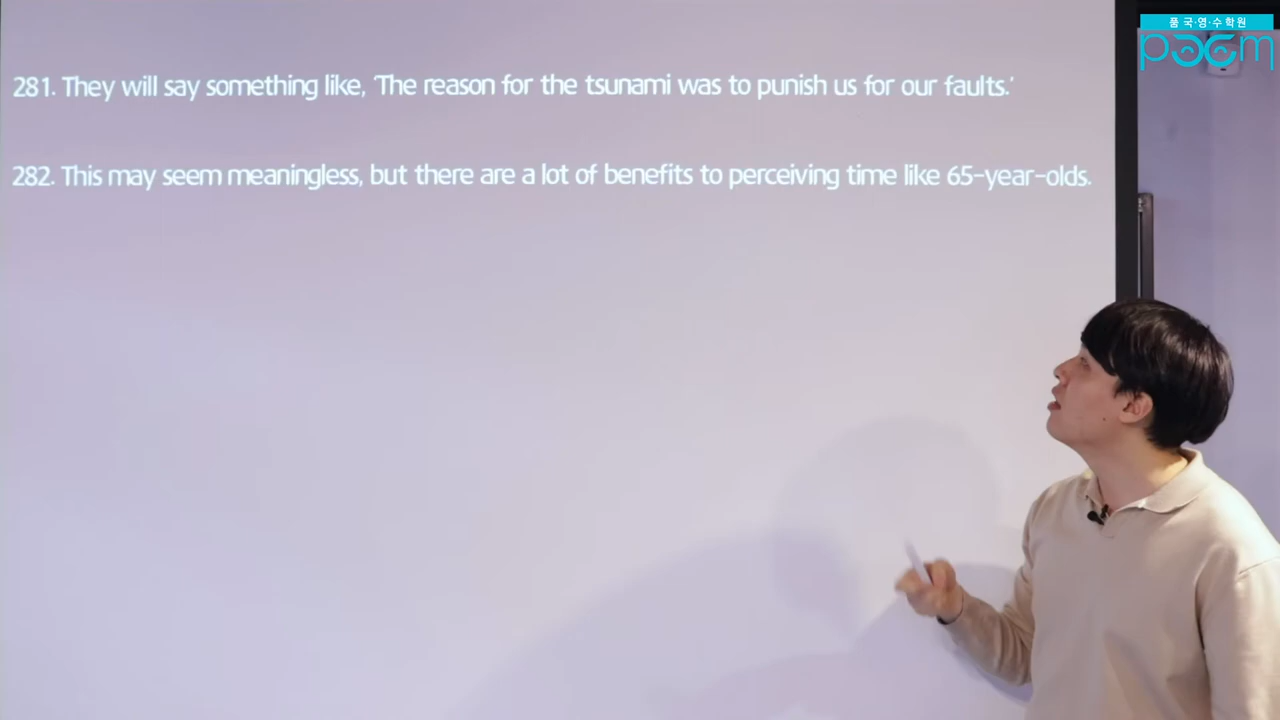 품 국·영·수 학 원
poem
281. They will say something like, 'The reason for the tsunami was to punish us for our faults.'
282. This may seem meaningless, but there are a lot of benefits to perceiving time like 65-year-olds.